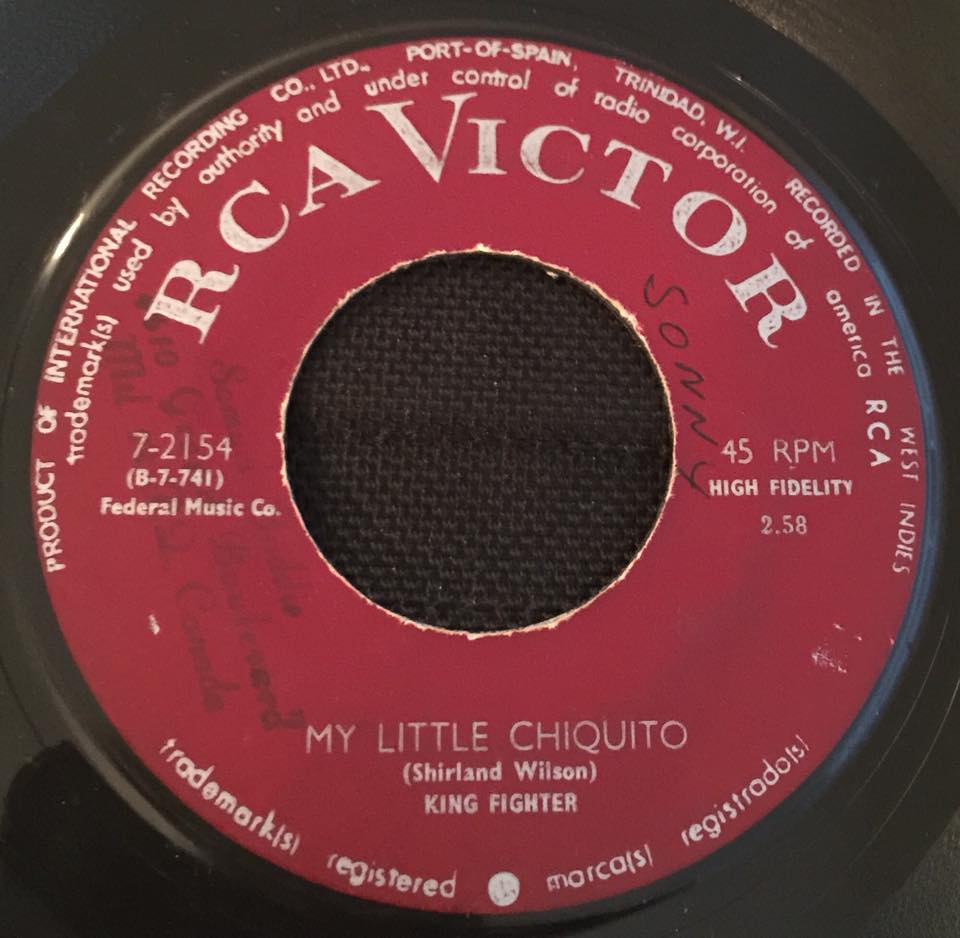 PRODUCT OF INTERNATIONAL RECORDING CO., LTD., PORT-OF-SPAIN, TRINIDAD, W.I. RECORDED IN THE WEST INDIES
trademark(s) used by authority and under control of radio corporation of america RCA
RCA VICTOR
SONNY
7-2154
(B-7-741)
Federal Music Co.
45 RPM
HIGH FIDELITY
2.58
Canada
MY LITTLE CHIQUITO
(Shirland Wilson)
KING FIGHTER
trademark(s) registered marca(s) registrado(s)